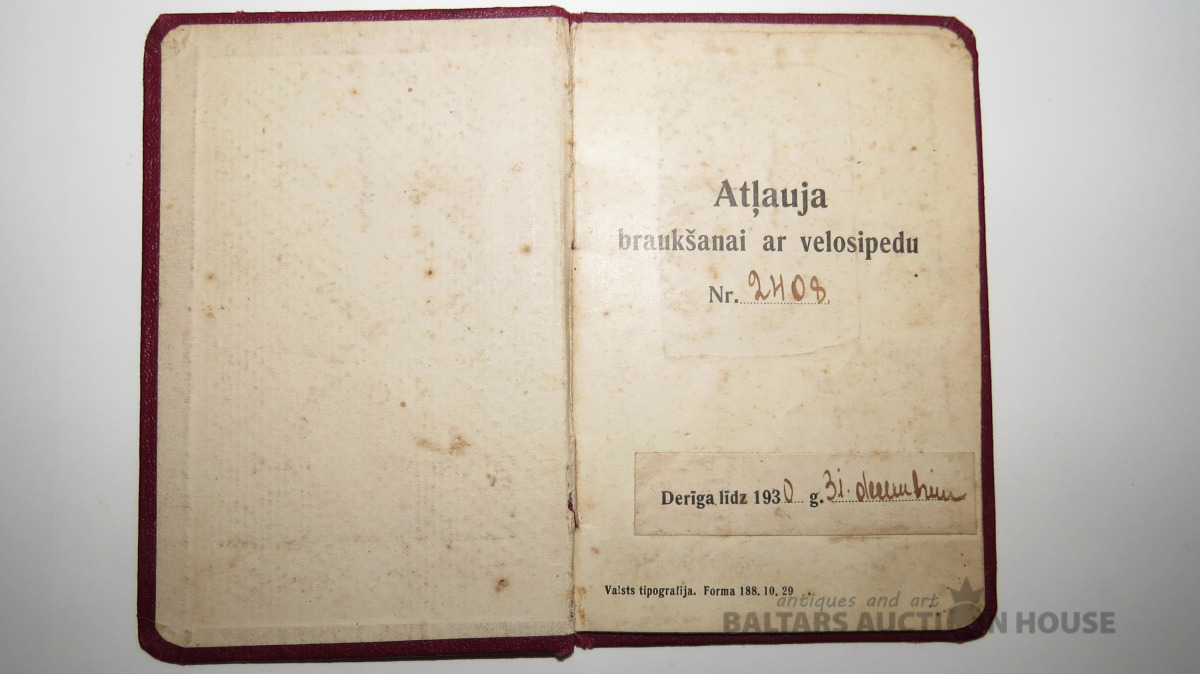 Atļauja
braukšanai ar velosipedu
Nr. 2408
Derīga līdz 1930 g. 31. decembrim
Valsts tipografija. Forma 188. 10. 29
antiques and art
BALTARS AUCTION HOUSE